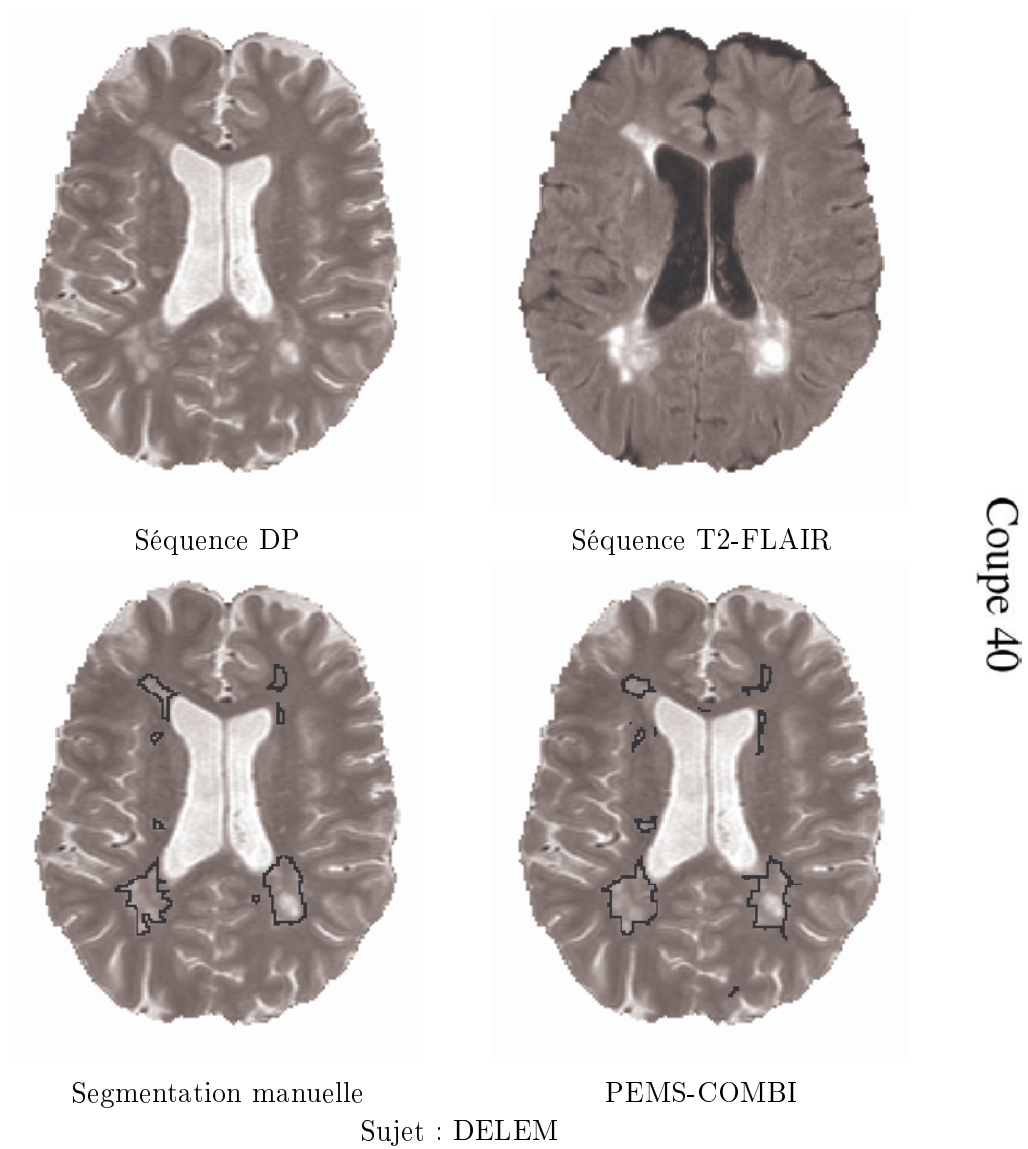 Séquence DP
Séquence T2-FLAIR
Coupe 40
Segmentation manuelle
PEMS-COMBI
Sujet : DELEM